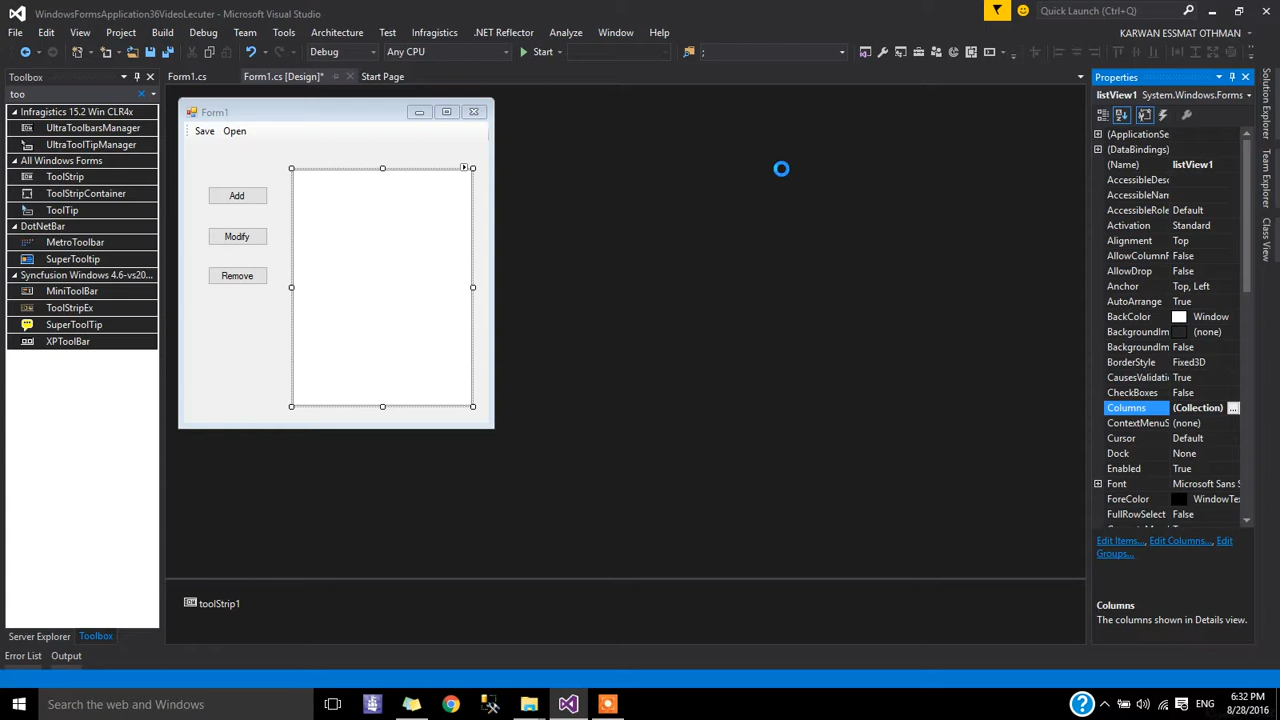 WindowsFormsApplication36VideoLecuter - Microsoft Visual Studio
Quick Launch (Ctrl+Q)
File Edit View Project Build Debug Team Tools Architecture Test Infragistics .NET Reflector Analyze Window Help
KARWAN ESSMAT OTHMAN
Debug Any CPU Start ;
Toolbox
Form1.cs Form1.cs [Design]* Start Page
Properties
too
listView1 System.Windows.Forms
Infragistics 15.2 Win CLR4x
UltraToolbarsManager
UltraToolTipManager
All Windows Forms
ToolStrip
ToolStripContainer
ToolTip
DotNetBar
MetroToolbar
SuperTooltip
Syncfusion Windows 4.6-vs20...
MiniToolBar
ToolStripEx
SuperToolTip
XPToolBar
Form1
Save Open
Add
Modify
Remove
toolStrip1
(ApplicationSe
(DataBindings)
(Name) listView1
AccessibleDesc
AccessibleNam
AccessibleRole Default
Activation Standard
Alignment Top
AllowColumnF False
AllowDrop False
Anchor Top, Left
AutoArrange True
BackColor Window
BackgroundIm (none)
BackgroundIm False
BorderStyle Fixed3D
CausesValidati True
CheckBoxes False
Columns (Collection) ...
ContextMenuS (none)
Cursor Default
Dock None
Enabled True
Font Microsoft Sans S
ForeColor WindowTex
FullRowSelect False
Edit Items... Edit Columns... Edit
Groups...
Columns
The columns shown in Details view.
Solution Explorer
Team Explorer
Class View
Server Explorer Toolbox
Error List Output
Search the web and Windows
ENG
6:32 PM
8/28/2016